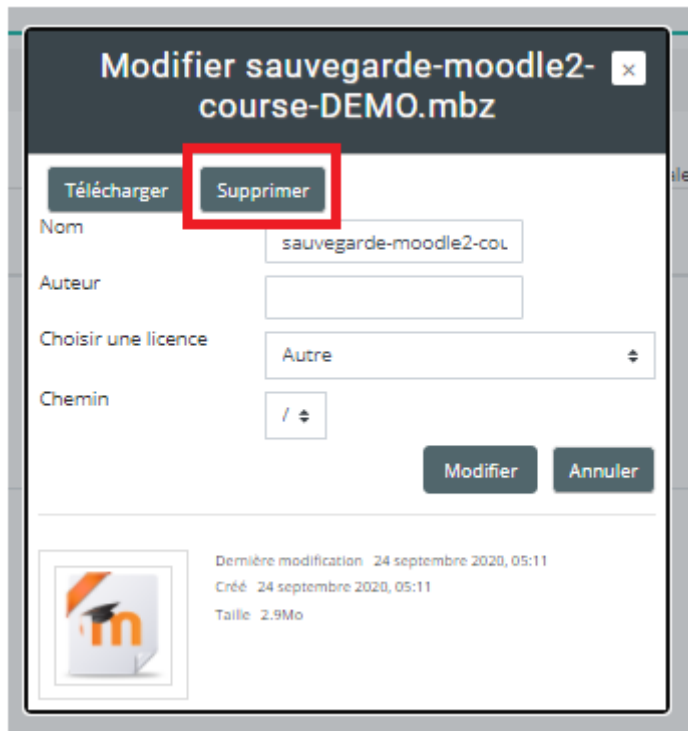 Modifier sauvegarde-moodle2-
course-DEMO.mbz
×
Télécharger
Supprimer
Nom
sauvegarde-moodle2-cou
Auteur
Choisir une licence
Autre
Chemin
/
Modifier
Annuler
Dernière modification 24 septembre 2020, 05:11
Créé 24 septembre 2020, 05:11
Taille 2.9Mo
m